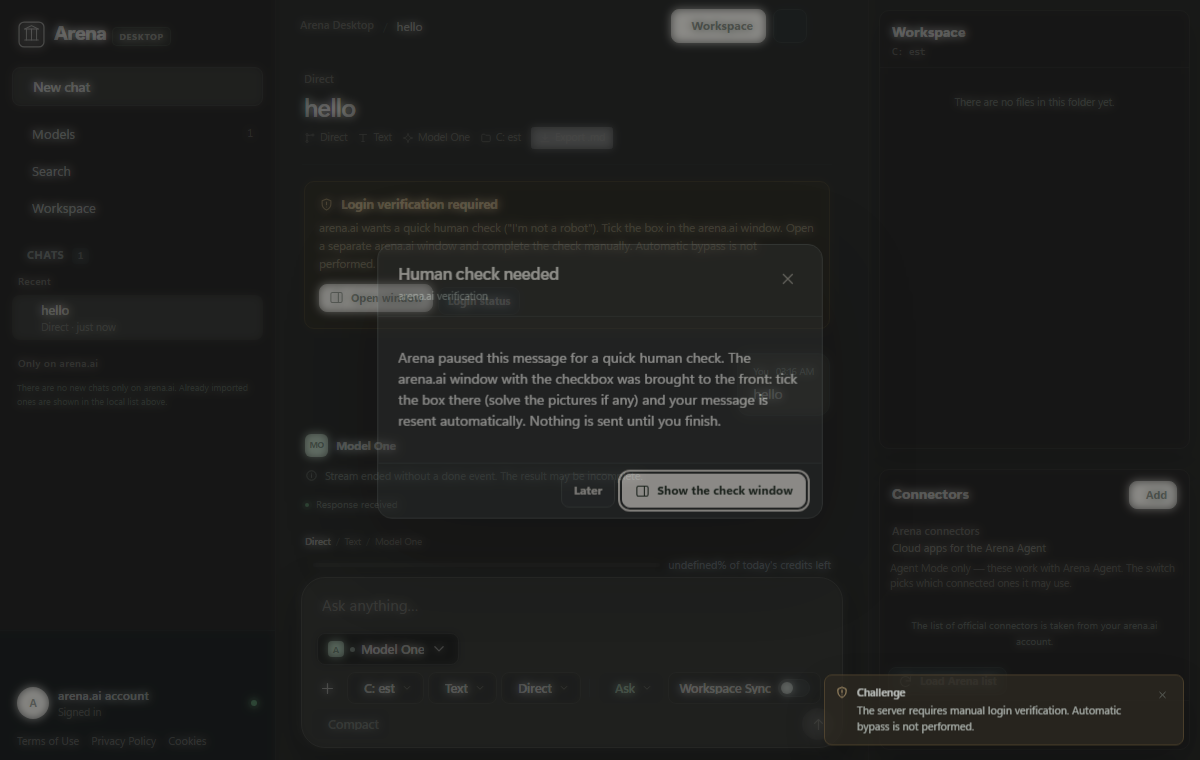 Arena DESKTOP
New chat
Models 1
Search
Workspace
CHATS 1
Recent
hello
Direct · just now
Only on arena.ai
There are no new chats only on arena.ai. Already imported
ones are shown in the local list above.
A
arena.ai account
Signed in
Terms of Use Privacy Policy Cookies
Arena Desktop / hello
Workspace
Direct
hello
Direct Text Model One C: est
Login verification required
arena.ai wants a quick human check ("I'm not a robot"). Tick the box in the arena.ai window. Open
a separate arena.ai window and complete the check manually. Automatic bypass is not
performed.
Open window Login status
Human check needed
arena.ai verification
Arena paused this message for a quick human check. The
arena.ai window with the checkbox was brought to the front: tick
the box there (solve the pictures if any) and your message is
resent automatically. Nothing is sent until you finish.
Later Show the check window
hello
MO Model One
Stream ended without a done event. The result may be incomplete.
Response received
Direct / Text / Model One
undefined% of today's credits left
Ask anything...
A Model One
C: est Text Direct Ask Workspace Sync
Compact
Workspace
C: est
There are no files in this folder yet.
Connectors Add
Arena connectors
Cloud apps for the Arena Agent
Agent Mode only — these work with Arena Agent. The switch
picks which connected ones it may use.
The list of official connectors is taken from your arena.ai
account.
Load Arena list
Challenge
The server requires manual login verification. Automatic
bypass is not performed.